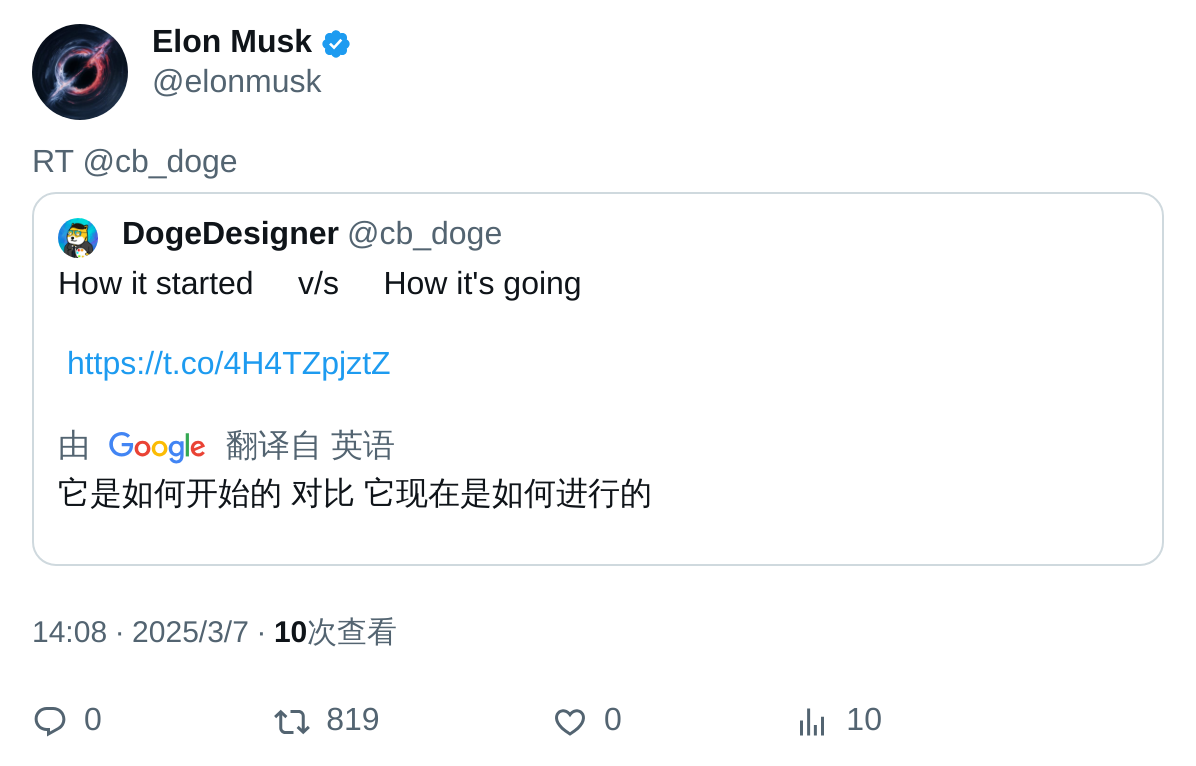 Elon Musk
@elonmusk
RT @cb_doge
DogeDesigner @cb_doge
How it started v/s How it's going
https://t.co/4H4TZpjztZ
由 Google 翻译自 英语
它是如何开始的 对比 它现在是如何进行的
14:08 · 2025/3/7 · 10次查看
0 819 0 10